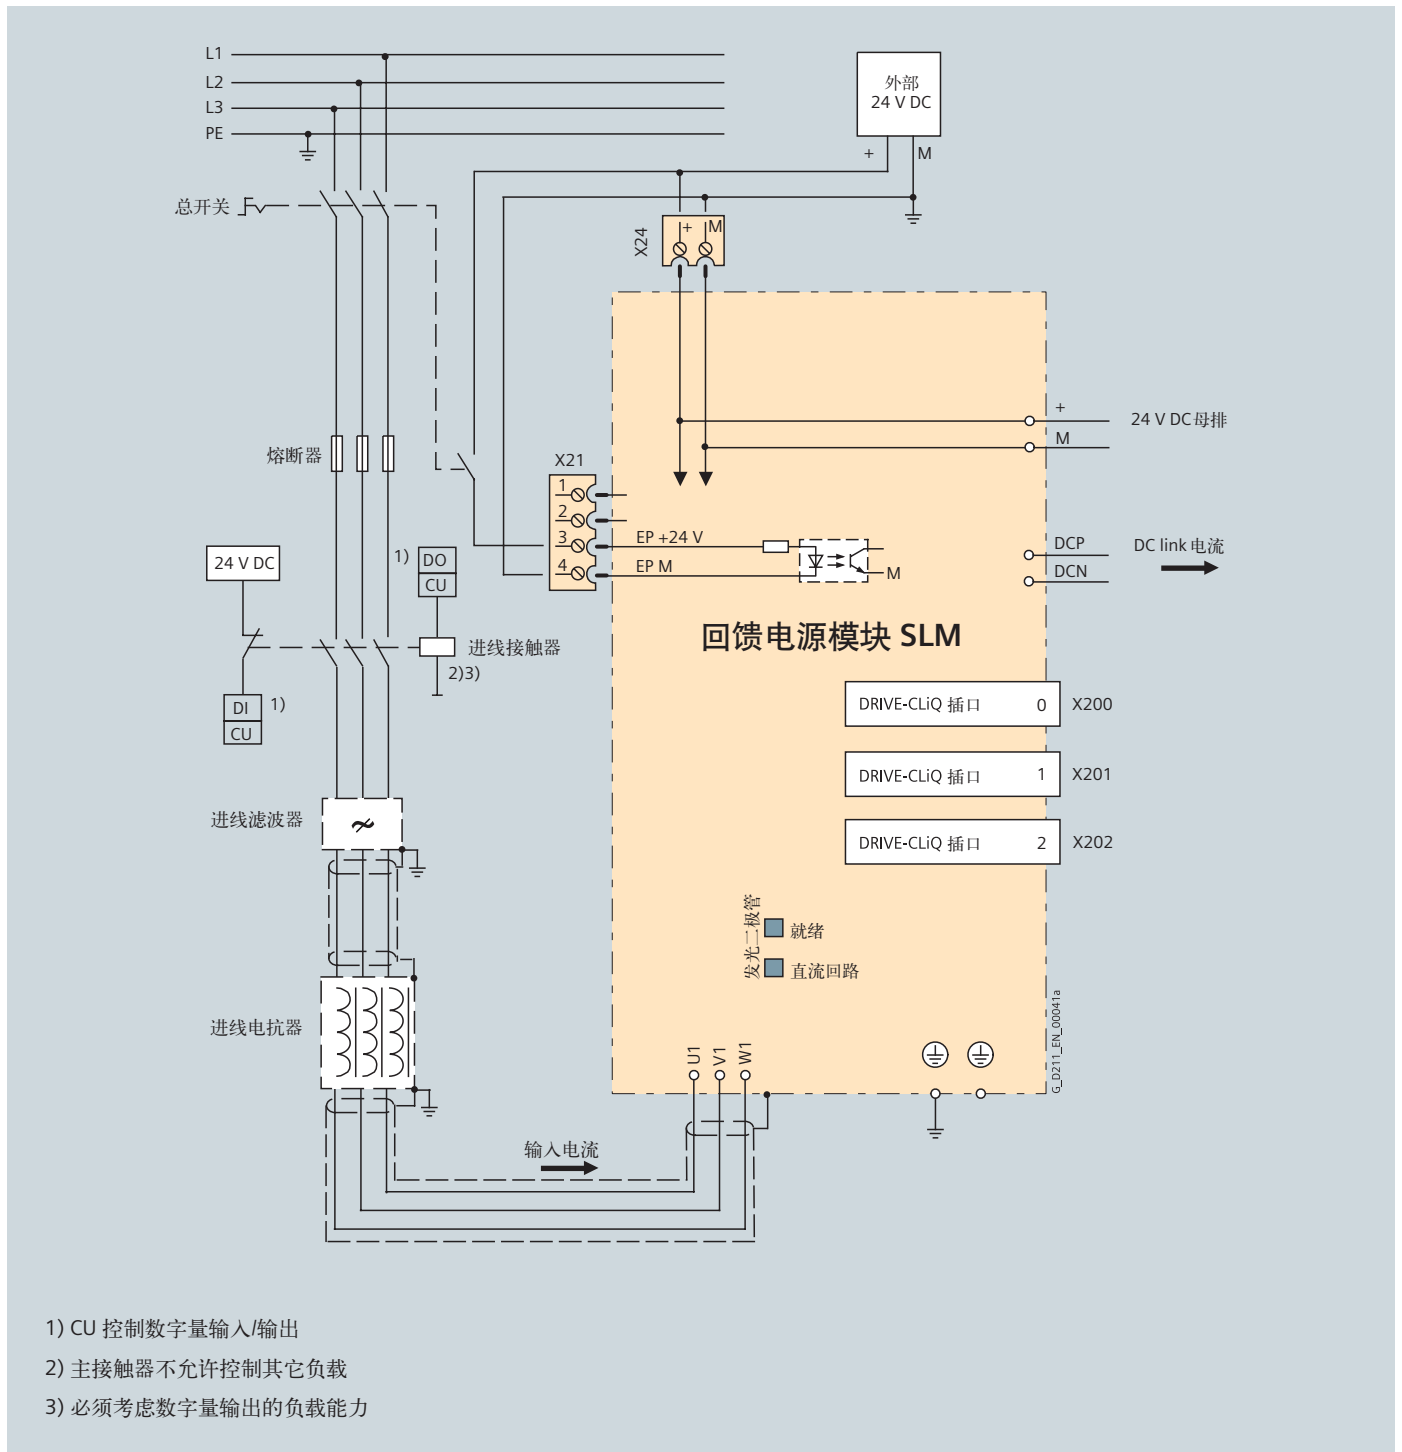 L1
L2
L3
PE
外部
24 V DC
+
M
总开关
X24
+
M
熔断器
X21
1
2
3
4
EP +24 V
EP M
M
+
M
24 V DC母排
DCP
DCN
DC link 电流
24 V DC
1)
DO
CU
进线接触器
2)3)
DI
CU
1)
回馈电源模块 SLM
DRIVE-CLiQ 插口 0
X200
DRIVE-CLiQ 插口 1
X201
DRIVE-CLiQ 插口 2
X202
进线滤波器
发光二极管
就绪
直流回路
进线电抗器
U1
V1
W1
G_D211_EN_00041a
输入电流
1) CU 控制数字量输入/输出
2) 主接触器不允许控制其它负载
3) 必须考虑数字量输出的负载能力